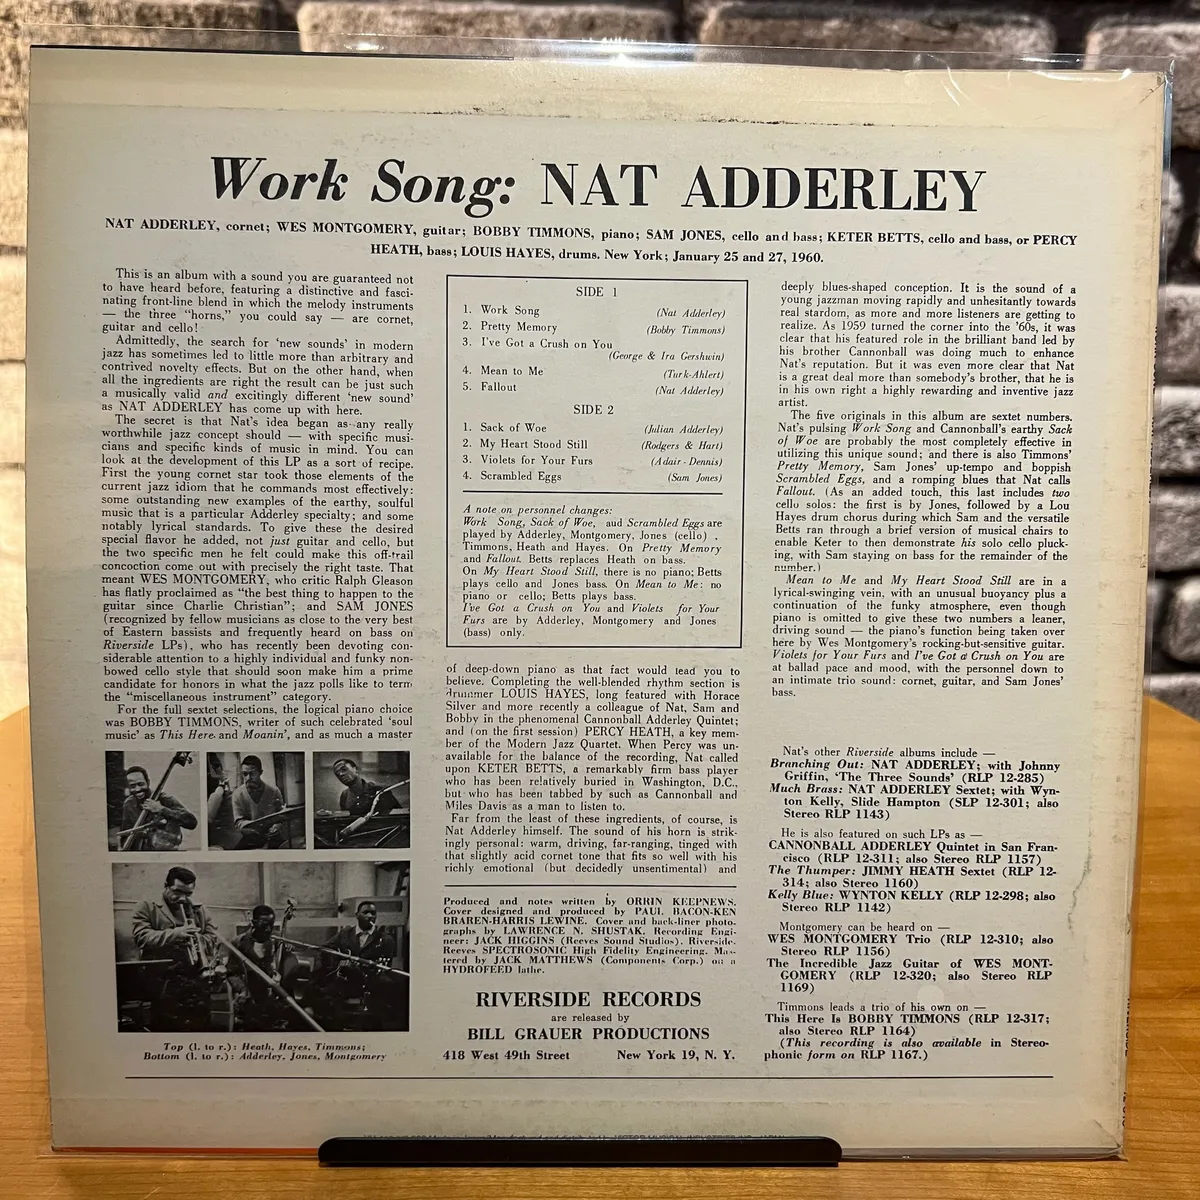 Work Song: NAT ADDERLEY
NAT ADDERLEY, cornet; WES MONTGOMERY, guitar; BOBBY TIMMONS, piano; SAM JONES, cello and bass; KETER BETTS, cello and bass, or PERCY
HEATH, bass; LOUIS HAYES, drums. New York; January 25 and 27, 1960.
This is an album with a sound you are guaranteed not
to have heard before, featuring a distinctive and fasci-
nating front-line blend in which the melody instruments
— the three "horns," you could say — are cornet,
guitar and cello!
Admittedly, the search for 'new sounds' in modern
jazz has sometimes led to little more than arbitrary and
contrived novelty effects. But on the other hand, when
all the ingredients are right the result can be just such
a musically valid and excitingly different 'new sound'
as NAT ADDERLEY has come up with here.
The secret is that Nat's idea began as any really
worthwhile jazz concept should — with specific musi-
cians and specific kinds of music in mind. You can
look at the development of this LP as a sort of recipe.
First the young cornet star took those elements of the
current jazz idiom that he commands most effectively:
some outstanding new examples of the earthy, soulful
music that is a particular Adderley specialty; and some
notably lyrical standards. To give these the desired
special flavor he added, not just guitar and cello, but
the two specific men he felt could make this off-trail
concoction come out with precisely the right taste. That
meant WES MONTGOMERY, who critic Ralph Gleason
has flatly proclaimed as "the best thing to happen to the
guitar since Charlie Christian"; and SAM JONES
(recognized by fellow musicians as close to the very best
of Eastern bassists and frequently heard on bass on
Riverside LPs), who has recently been devoting con-
siderable attention to a highly individual and funky non-
bowed cello style that should soon make him a prime
candidate for honors in what the jazz polls like to term
the "miscellaneous instrument" category.
For the full sextet selections, the logical piano choice
was BOBBY TIMMONS, writer of such celebrated 'soul
music' as This Here and Moanin', and as much a master
Top (l. to r.): Heath, Hayes, Timmons;
Bottom (l. to r.): Adderley, Jones, Montgomery
SIDE 1
1. Work Song (Nat Adderley)
2. Pretty Memory (Bobby Timmons)
3. I've Got a Crush on You
(George & Ira Gershwin)
4. Mean to Me (Turk-Ahlert)
5. Fallout (Nat Adderley)
SIDE 2
1. Sack of Woe (Julian Adderley)
2. My Heart Stood Still (Rodgers & Hart)
3. Violets for Your Furs (Adair-Dennis)
4. Scrambled Eggs (Sam Jones)
A note on personnel changes:
Work Song, Sack of Woe, aud Scrambled Eggs are
played by Adderley, Montgomery, Jones (cello) ,
Timmons, Heath and Hayes. On Pretty Memory
and Fallout. Betts replaces Heath on bass.
On My Heart Stood Still, there is no piano; Betts
plays cello and Jones bass. On Mean to Me: no
piano or cello; Betts plays bass.
I've Got a Crush on You and Violets for Your
Furs are by Adderley, Montgomery and Jones
(bass) only.
of deep-down piano as that fact would lead you to
believe. Completing the well-blended rhythm section is
drummer LOUIS HAYES, long featured with Horace
Silver and more recently a colleague of Nat, Sam and
Bobby in the phenomenal Cannonball Adderley Quintet;
and (on the first session) PERCY HEATH, a key mem-
ber of the Modern Jazz Quartet. When Percy was un-
available for the balance of the recording, Nat called
upon KETER BETTS, a remarkably firm bass player
who has been relatively buried in Washington, D.C.,
but who has been tabbed by such as Cannonball and
Miles Davis as a man to listen to.
Far from the least of these ingredients, of course, is
Nat Adderley himself. The sound of his horn is strik-
ingly personal: warm, driving, far-ranging, tinged with
that slightly acid cornet tone that fits so well with his
richly emotional (but decidedly unsentimental) and
Produced and notes written by ORRIN KEEPNEWS.
Cover designed and produced by PAUL BACON-KEN
BRAREN-HARRIS LEWINE. Cover and back-liner photo-
graphs by LAWRENCE N. SHUSTAK. Recording Engi-
neer: JACK HIGGINS (Reeves Sound Studios). Riverside-
Reeves SPECTROSONIC High Fidelity Engineering. Mas-
tered by JACK MATTHEWS (Components Corp.) on a
HYDROFEED lathe.
RIVERSIDE RECORDS
are released by
BILL GRAUER PRODUCTIONS
418 West 49th Street New York 19, N. Y.
deeply blues-shaped conception. It is the sound of a
young jazzman moving rapidly and unhesitantly towards
real stardom, as more and more listeners are getting to
realize. As 1959 turned the corner into the '60s, it was
clear that his featured role in the brilliant band led by
his brother Cannonball was doing much to enhance
Nat's reputation. But it was even more clear that Nat
is a great deal more than somebody's brother, that he is
in his own right a highly rewarding and inventive jazz
artist.
The five originals in this album are sextet numbers.
Nat's pulsing Work Song and Cannonball's earthy Sack
of Woe are probably the most completely effective in
utilizing this unique sound; and there is also Timmons'
Pretty Memory, Sam Jones' up-tempo and boppish
Scrambled Eggs, and a romping blues that Nat calls
Fallout. (As an added touch, this last includes two
cello solos: the first is by Jones, followed by a Lou
Hayes drum chorus during which Sam and the versatile
Betts ran through a brief version of musical chairs to
enable Keter to then demonstrate his solo cello pluck-
ing, with Sam staying on bass for the remainder of the
number.)
Mean to Me and My Heart Stood Still are in a
lyrical-swinging vein, with an unusual buoyancy plus a
continuation of the funky atmosphere, even though
piano is omitted to give these two numbers a leaner,
driving sound — the piano's function being taken over
here by Wes Montgomery's rocking-but-sensitive guitar.
Violets for Your Furs and I've Got a Crush on You are
at ballad pace and mood, with the personnel down to
an intimate trio sound: cornet, guitar, and Sam Jones'
bass.
Nat's other Riverside albums include —
Branching Out: NAT ADDERLEY; with Johnny
Griffin, 'The Three Sounds' (RLP 12-285)
Much Brass: NAT ADDERLEY Sextet; with Wyn-
ton Kelly, Slide Hampton (SLP 12-301; also
Stereo RLP 1143)
He is also featured on such LPs as —
CANNONBALL ADDERLEY Quintet in San Fran-
cisco (RLP 12-311; also Stereo RLP 1157)
The Thumper: JIMMY HEATH Sextet (RLP 12-
314; also Stereo 1160)
Kelly Blue: WYNTON KELLY (RLP 12-298; also
Stereo RLP 1142)
Montgomery can be heard on —
WES MONTGOMERY Trio (RLP 12-310; also
Stereo RLP 1156)
The Incredible Jazz Guitar of WES MONT-
GOMERY (RLP 12-320; also Stereo RLP
1169)
Timmons leads a trio of his own on —
This Here Is BOBBY TIMMONS (RLP 12-317;
also Stereo RLP 1164)
(This recording is also available in Stereo-
phonic form on RLP 1167.)